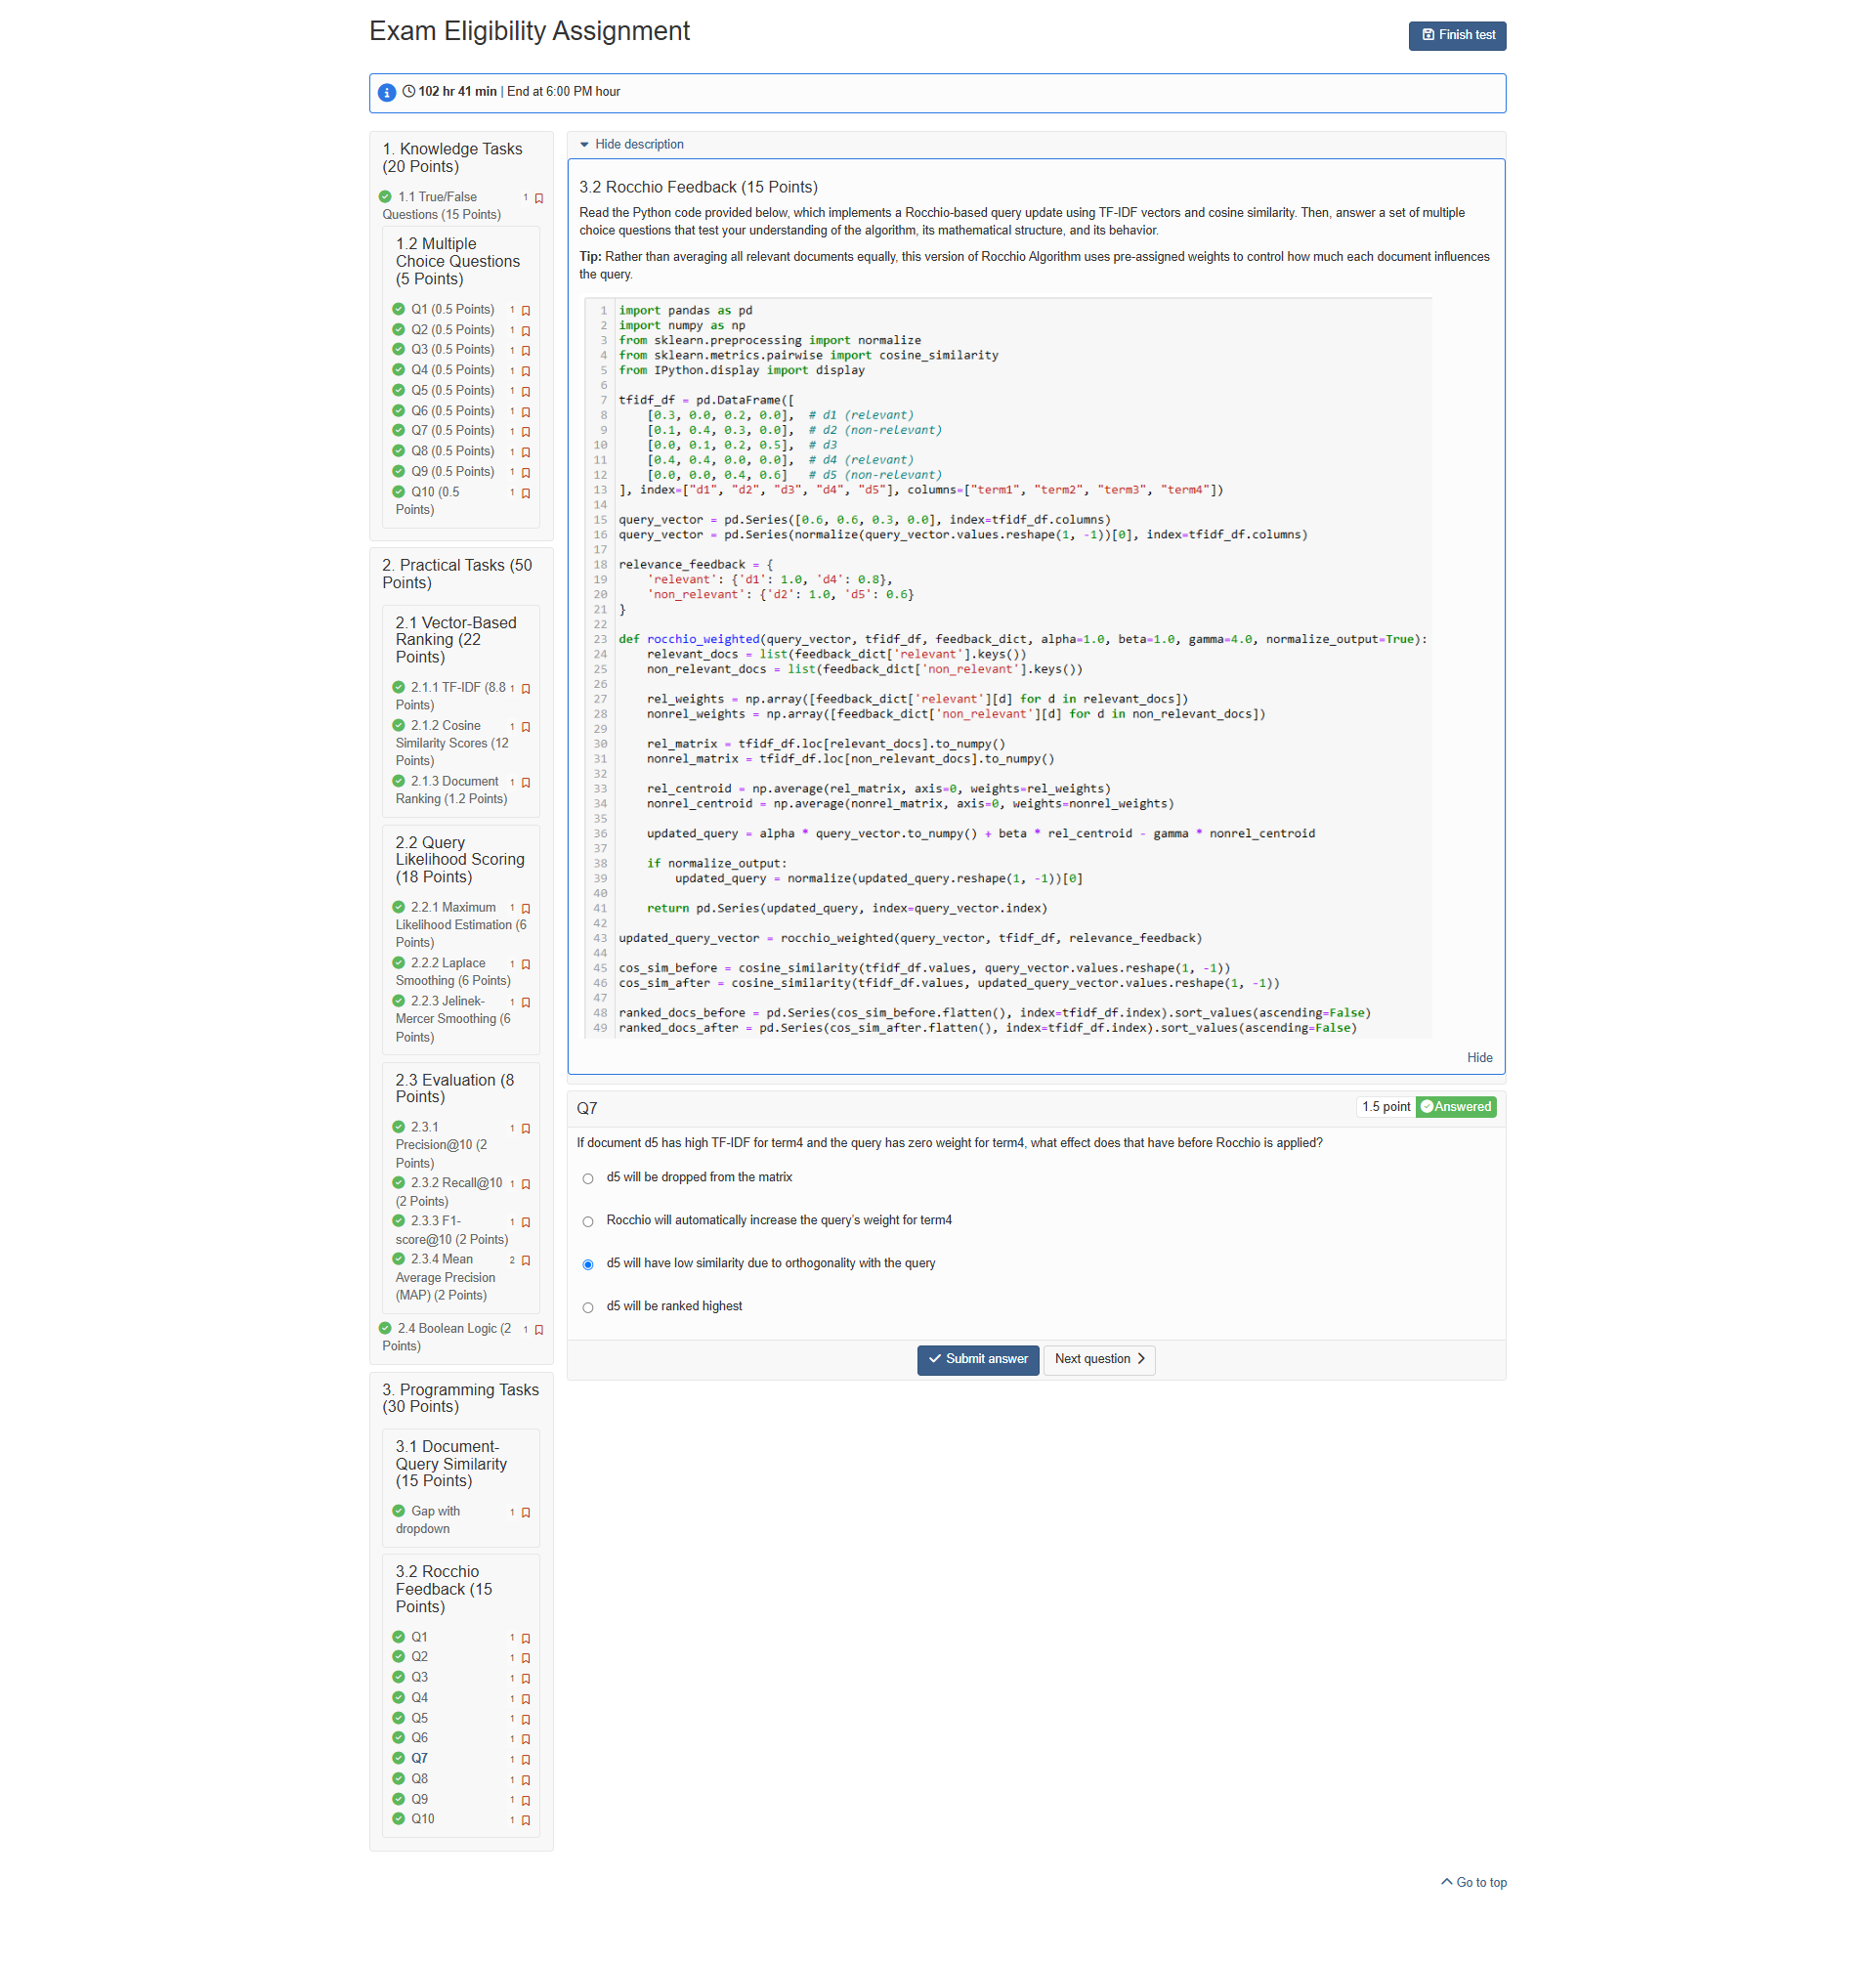 Exam Eligibility Assignment
Finish test
102 hr 41 min | End at 6:00 PM hour
1. Knowledge Tasks
(20 Points)
1.1 True/False 1
Questions (15 Points)
1.2 Multiple
Choice Questions
(5 Points)
Q1 (0.5 Points) 1
Q2 (0.5 Points) 1
Q3 (0.5 Points) 1
Q4 (0.5 Points) 1
Q5 (0.5 Points) 1
Q6 (0.5 Points) 1
Q7 (0.5 Points) 1
Q8 (0.5 Points) 1
Q9 (0.5 Points) 1
Q10 (0.5 1
Points)
2. Practical Tasks (50
Points)
2.1 Vector-Based
Ranking (22
Points)
2.1.1 TF-IDF (8.8 1
Points)
2.1.2 Cosine 1
Similarity Scores (12
Points)
2.1.3 Document 1
Ranking (1.2 Points)
2.2 Query
Likelihood Scoring
(18 Points)
2.2.1 Maximum 1
Likelihood Estimation (6
Points)
2.2.2 Laplace 1
Smoothing (6 Points)
2.2.3 Jelinek- 1
Mercer Smoothing (6
Points)
2.3 Evaluation (8
Points)
2.3.1 1
Precision@10 (2
Points)
2.3.2 Recall@10 1
(2 Points)
2.3.3 F1- 1
score@10 (2 Points)
2.3.4 Mean 2
Average Precision
(MAP) (2 Points)
2.4 Boolean Logic (2 1
Points)
3. Programming Tasks
(30 Points)
3.1 Document-
Query Similarity
(15 Points)
Gap with 1
dropdown
3.2 Rocchio
Feedback (15
Points)
Q1 1
Q2 1
Q3 1
Q4 1
Q5 1
Q6 1
Q7 1
Q8 1
Q9 1
Q10 1
Hide description
3.2 Rocchio Feedback (15 Points)
Read the Python code provided below, which implements a Rocchio-based query update using TF-IDF vectors and cosine similarity. Then, answer a set of multiple
choice questions that test your understanding of the algorithm, its mathematical structure, and its behavior.
Tip: Rather than averaging all relevant documents equally, this version of Rocchio Algorithm uses pre-assigned weights to control how much each document influences
the query.
1 import pandas as pd
2 import numpy as np
3 from sklearn.preprocessing import normalize
4 from sklearn.metrics.pairwise import cosine_similarity
5 from IPython.display import display
6
7 tfidf_df = pd.DataFrame([
8 [0.3, 0.0, 0.2, 0.0], # d1 (relevant)
9 [0.1, 0.4, 0.3, 0.0], # d2 (non-relevant)
10 [0.0, 0.1, 0.2, 0.5], # d3
11 [0.4, 0.4, 0.0, 0.0], # d4 (relevant)
12 [0.0, 0.0, 0.4, 0.6] # d5 (non-relevant)
13 ], index=["d1", "d2", "d3", "d4", "d5"], columns=["term1", "term2", "term3", "term4"])
14
15 query_vector = pd.Series([0.6, 0.6, 0.3, 0.0], index=tfidf_df.columns)
16 query_vector = pd.Series(normalize(query_vector.values.reshape(1, -1))[0], index=tfidf_df.columns)
17
18 relevance_feedback = {
19 'relevant': {'d1': 1.0, 'd4': 0.8},
20 'non_relevant': {'d2': 1.0, 'd5': 0.6}
21 }
22
23 def rocchio_weighted(query_vector, tfidf_df, feedback_dict, alpha=1.0, beta=1.0, gamma=4.0, normalize_output=True):
24 relevant_docs = list(feedback_dict['relevant'].keys())
25 non_relevant_docs = list(feedback_dict['non_relevant'].keys())
26
27 rel_weights = np.array([feedback_dict['relevant'][d] for d in relevant_docs])
28 nonrel_weights = np.array([feedback_dict['non_relevant'][d] for d in non_relevant_docs])
29
30 rel_matrix = tfidf_df.loc[relevant_docs].to_numpy()
31 nonrel_matrix = tfidf_df.loc[non_relevant_docs].to_numpy()
32
33 rel_centroid = np.average(rel_matrix, axis=0, weights=rel_weights)
34 nonrel_centroid = np.average(nonrel_matrix, axis=0, weights=nonrel_weights)
35
36 updated_query = alpha * query_vector.to_numpy() + beta * rel_centroid - gamma * nonrel_centroid
37
38 if normalize_output:
39 updated_query = normalize(updated_query.reshape(1, -1))[0]
40
41 return pd.Series(updated_query, index=query_vector.index)
42
43 updated_query_vector = rocchio_weighted(query_vector, tfidf_df, relevance_feedback)
44
45 cos_sim_before = cosine_similarity(tfidf_df.values, query_vector.values.reshape(1, -1))
46 cos_sim_after = cosine_similarity(tfidf_df.values, updated_query_vector.values.reshape(1, -1))
47
48 ranked_docs_before = pd.Series(cos_sim_before.flatten(), index=tfidf_df.index).sort_values(ascending=False)
49 ranked_docs_after = pd.Series(cos_sim_after.flatten(), index=tfidf_df.index).sort_values(ascending=False)
Hide
Q7
1.5 point Answered
If document d5 has high TF-IDF for term4 and the query has zero weight for term4, what effect does that have before Rocchio is applied?
d5 will be dropped from the matrix
Rocchio will automatically increase the query's weight for term4
d5 will have low similarity due to orthogonality with the query
d5 will be ranked highest
Submit answer
Next question
Go to top